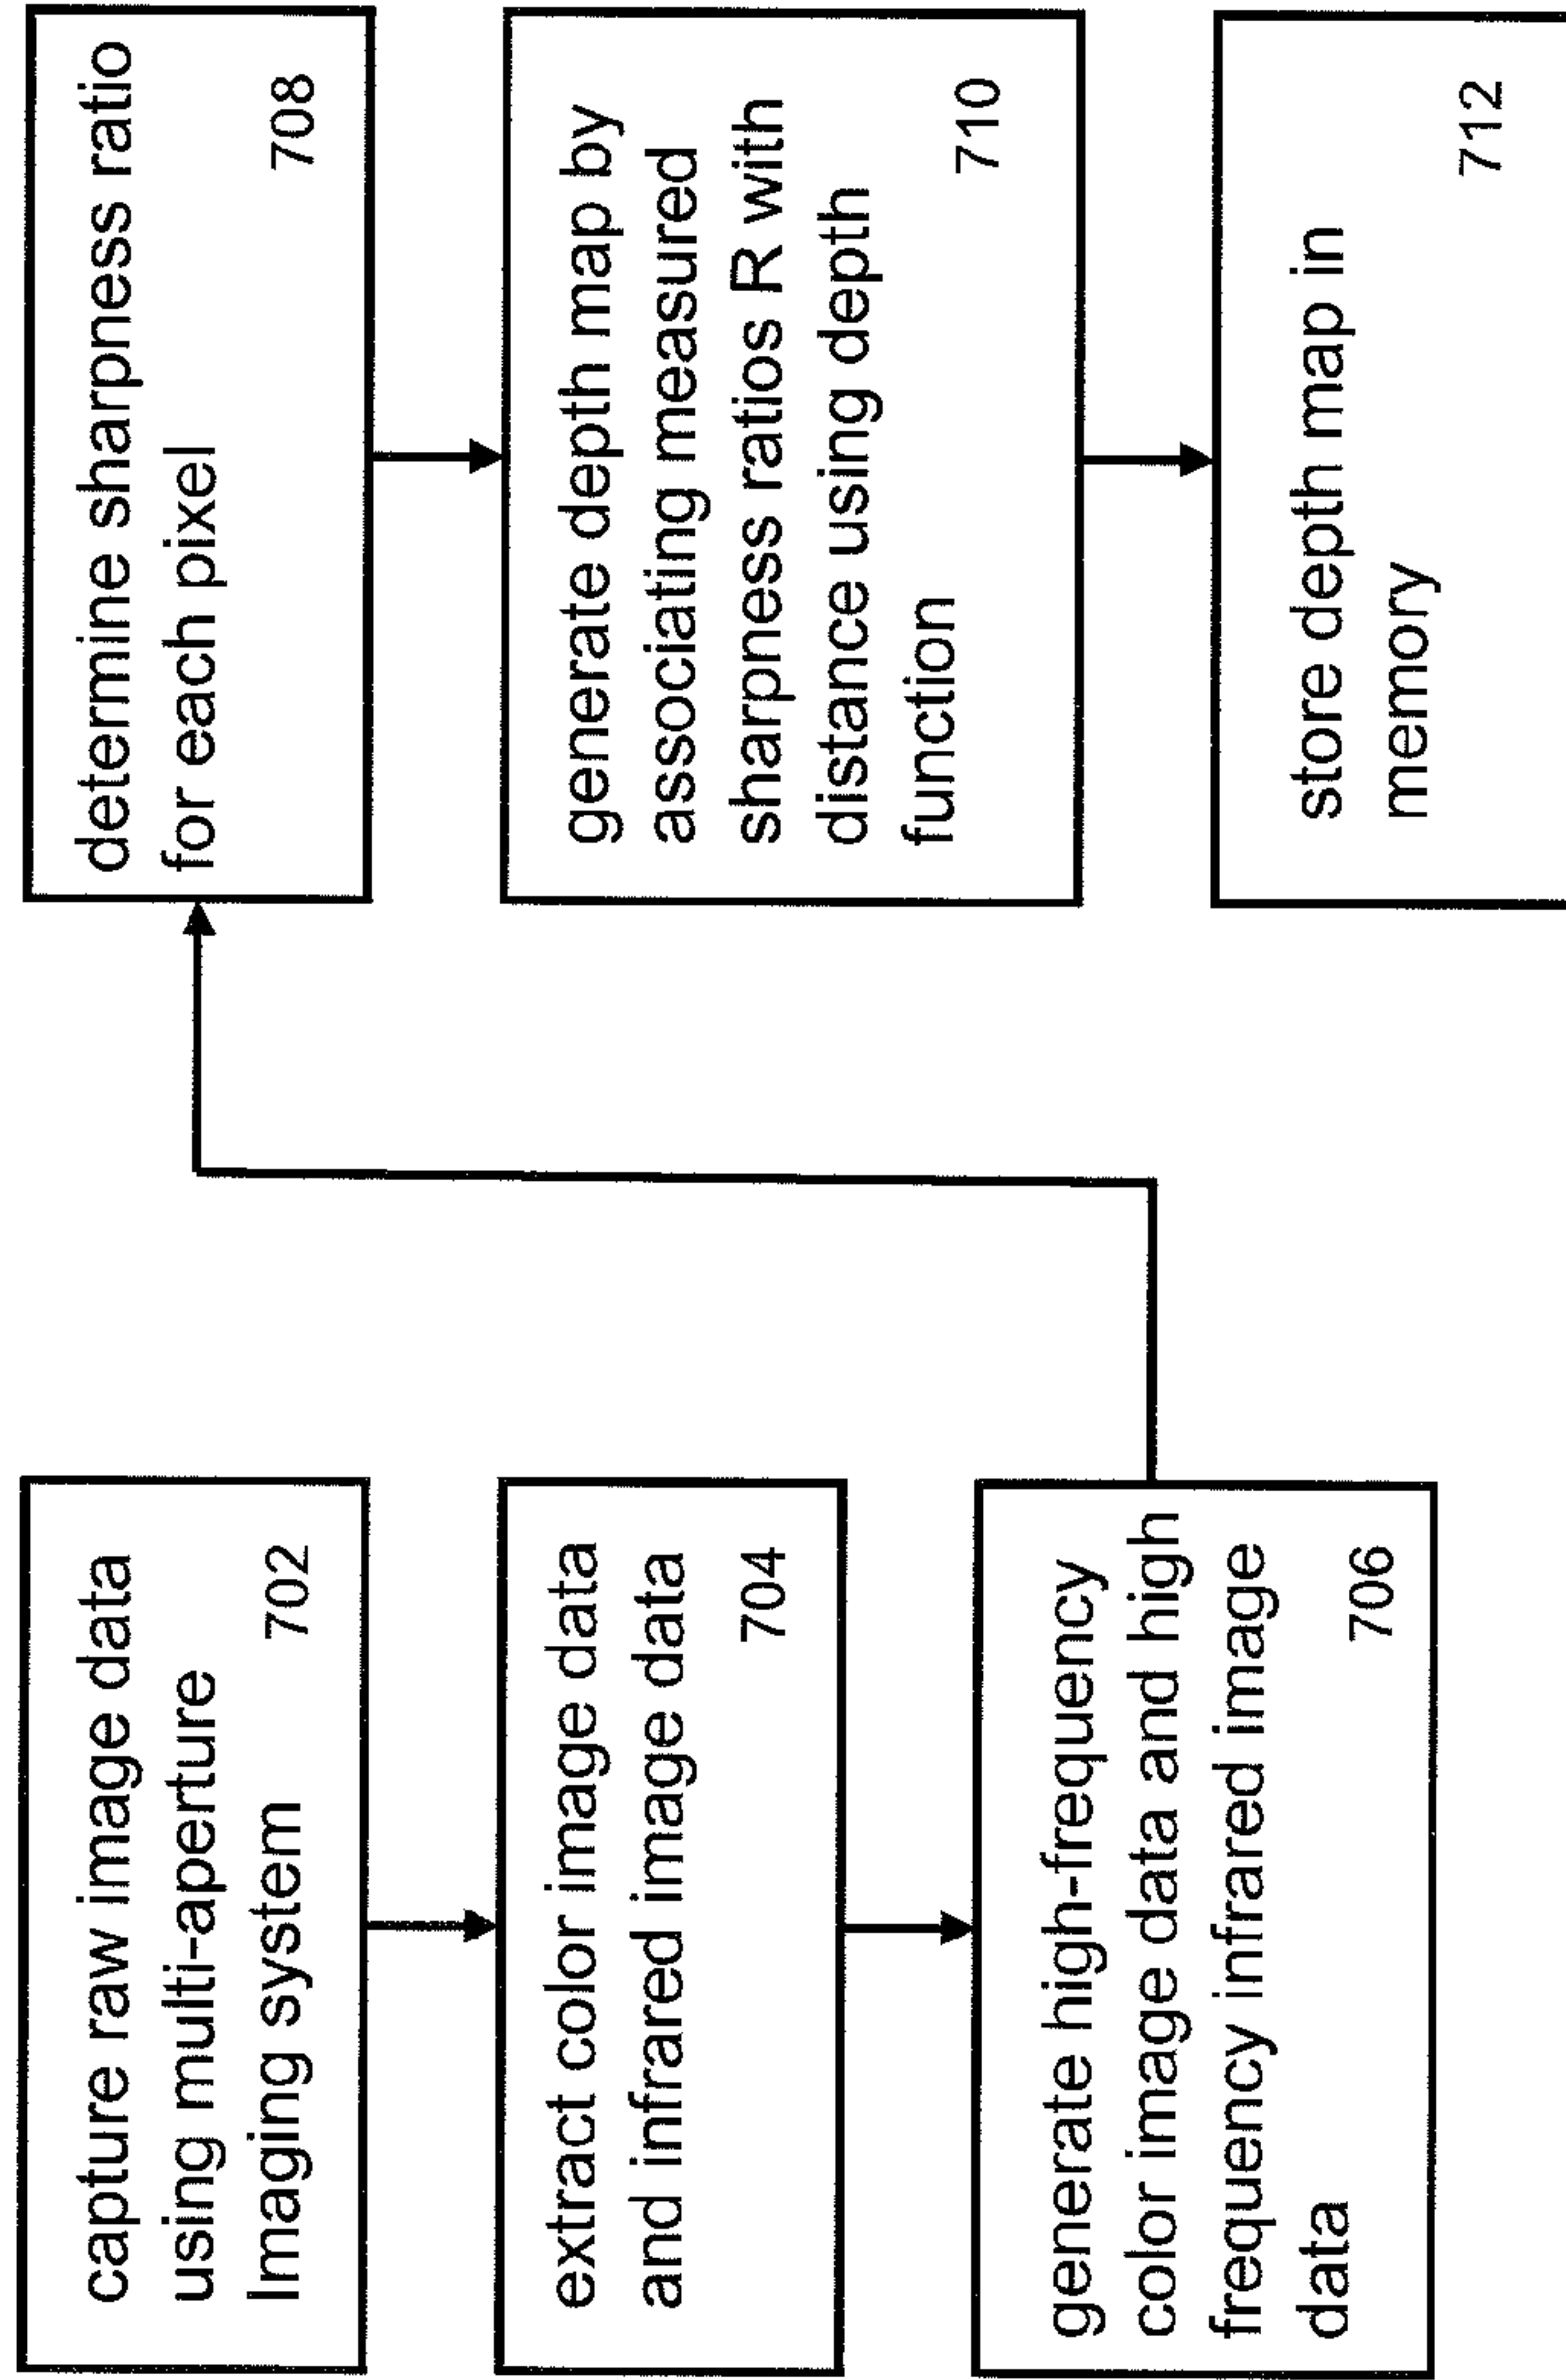 capture raw image data
using multi-aperture
Imaging system
702
extract color image data
and infrared image data
704
generate high-frequency
color image data and high
frequency infrared image
data
706
determine sharpness ratio
for each pixel
708
generate depth map by
associating measured
sharpness ratios R with
distance using depth
function
710
store depth map in
memory
712